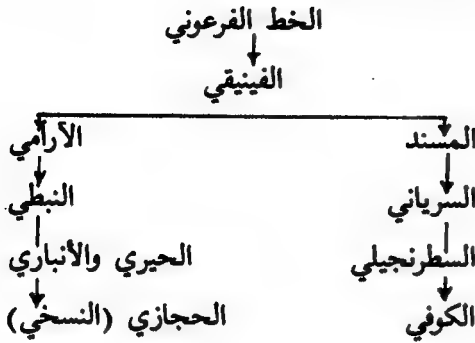 الخط الفرعوني
الفينيقي
المسند الآرامي
السرياني النبطي
السطرنجيلي الحيري والأنباري
الكوفي الحجازي (النسخي)